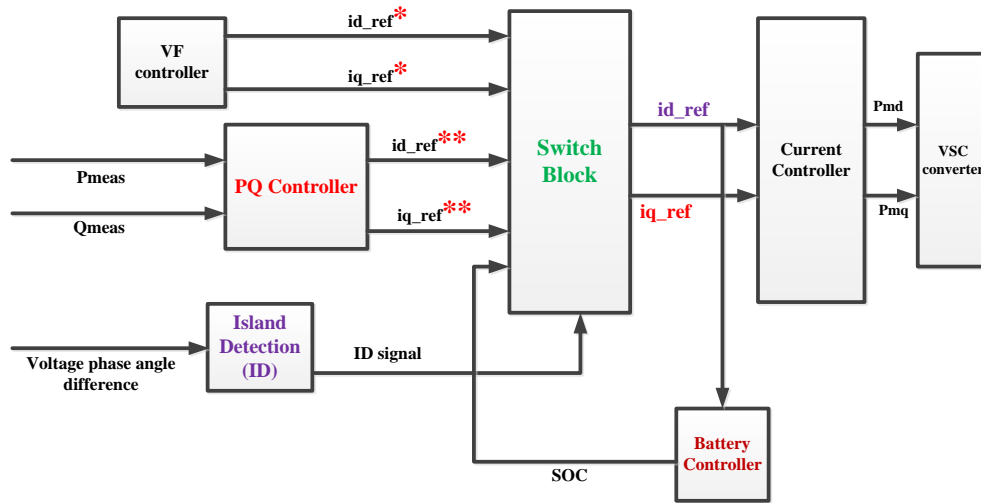 VF
controller
id_ref*
iq_ref*
Pmeas
Qmeas
PQ Controller
id_ref**
iq_ref**
Switch
Block
id_ref
iq_ref
Current
Controller
Pmd
Pmq
VSC
converter
Voltage phase angle
difference
Island
Detection
(ID)
ID signal
SOC
Battery
Controller